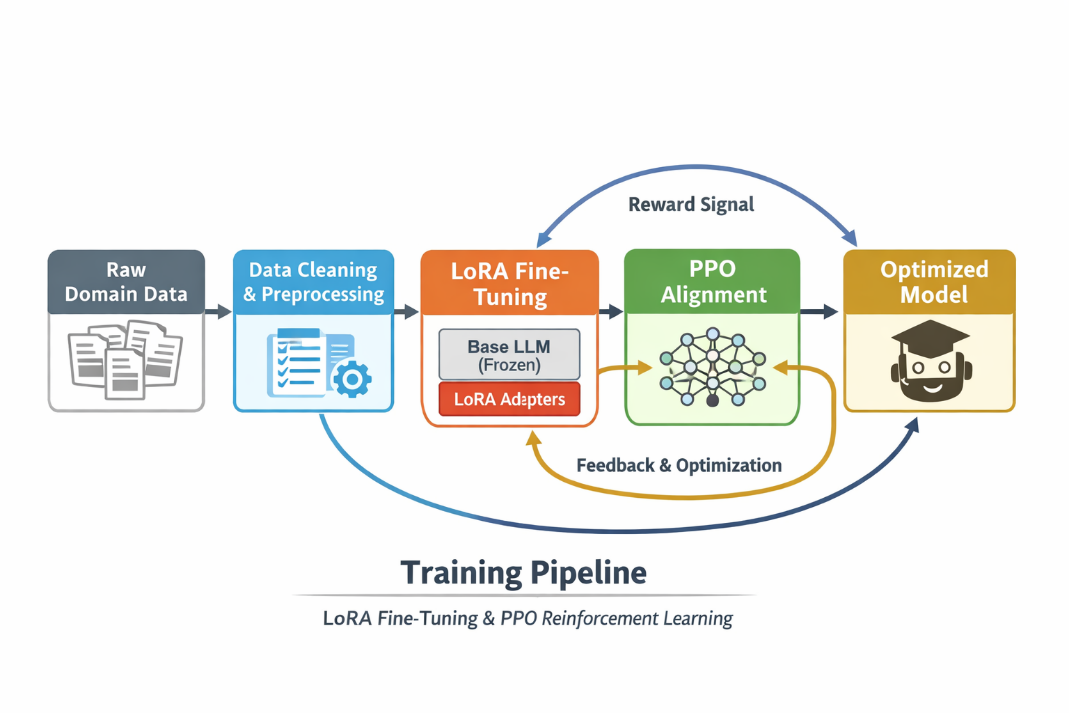 Reward Signal
Raw
Domain Data
Data Cleaning
& Preprocessing
LoRA Fine-
Tuning
Base LLM
(Frozen)
LoRA Adapters
PPO
Alignment
Optimized
Model
Feedback & Optimization
Training Pipeline
LoRA Fine-Tuning & PPO Reinforcement Learning